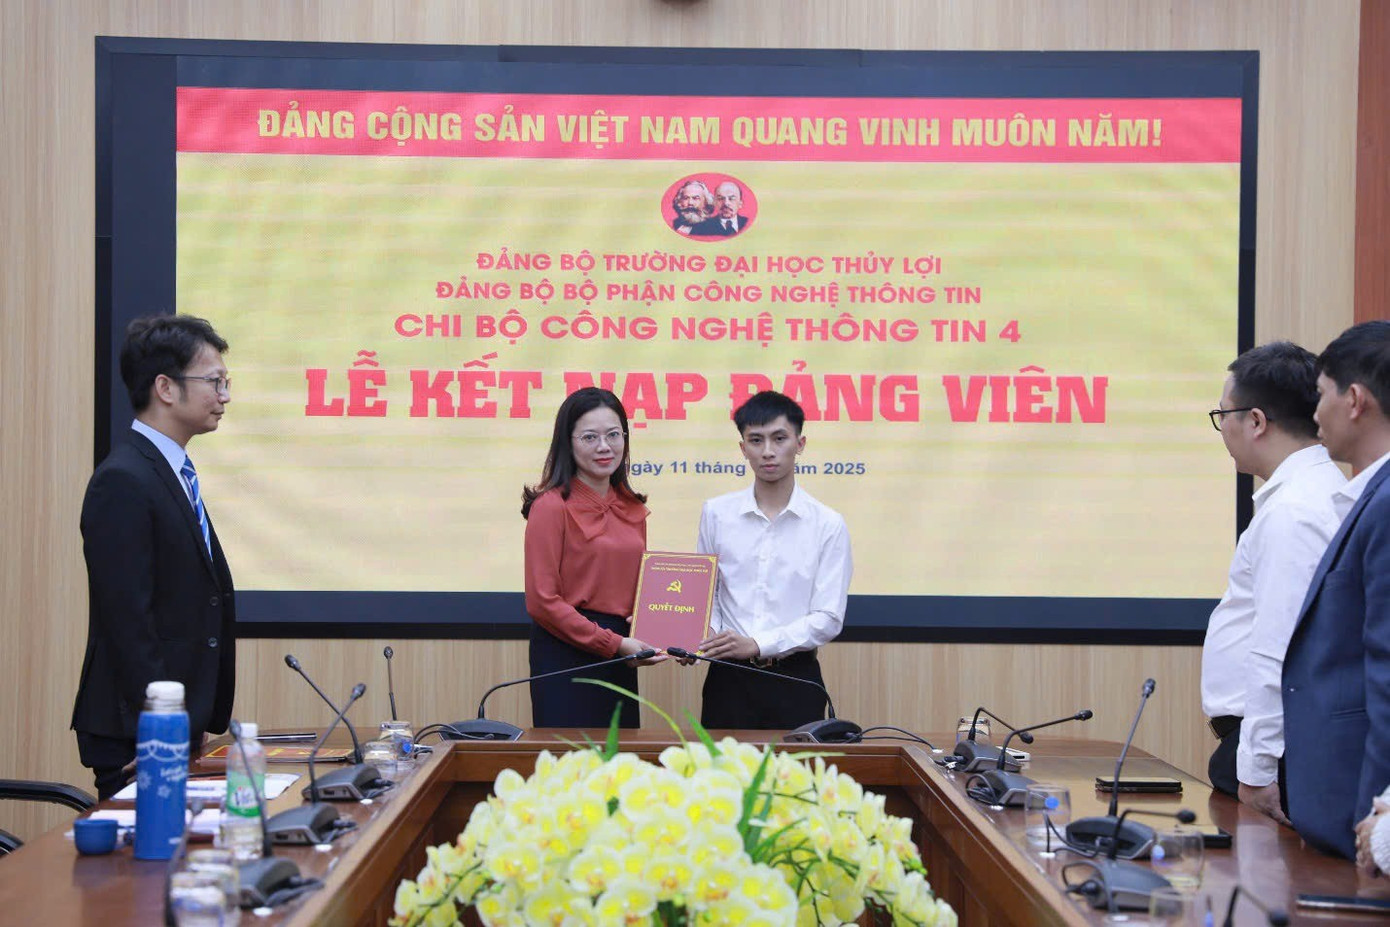 ĐẢNG CỘNG SẢN VIỆT NAM QUANG VINH MUÔN NĂM!
ĐẢNG BỘ TRƯỜNG ĐẠI HỌC THỦY LỢI
ĐẢNG BỘ BỘ PHẬN CÔNG NGHỆ THÔNG TIN
CHI BỘ CÔNG NGHỆ THÔNG TIN 4
LỄ KẾT NẠP ĐẢNG VIÊN
11 tháng 2025
QUYẾT ĐỊNH